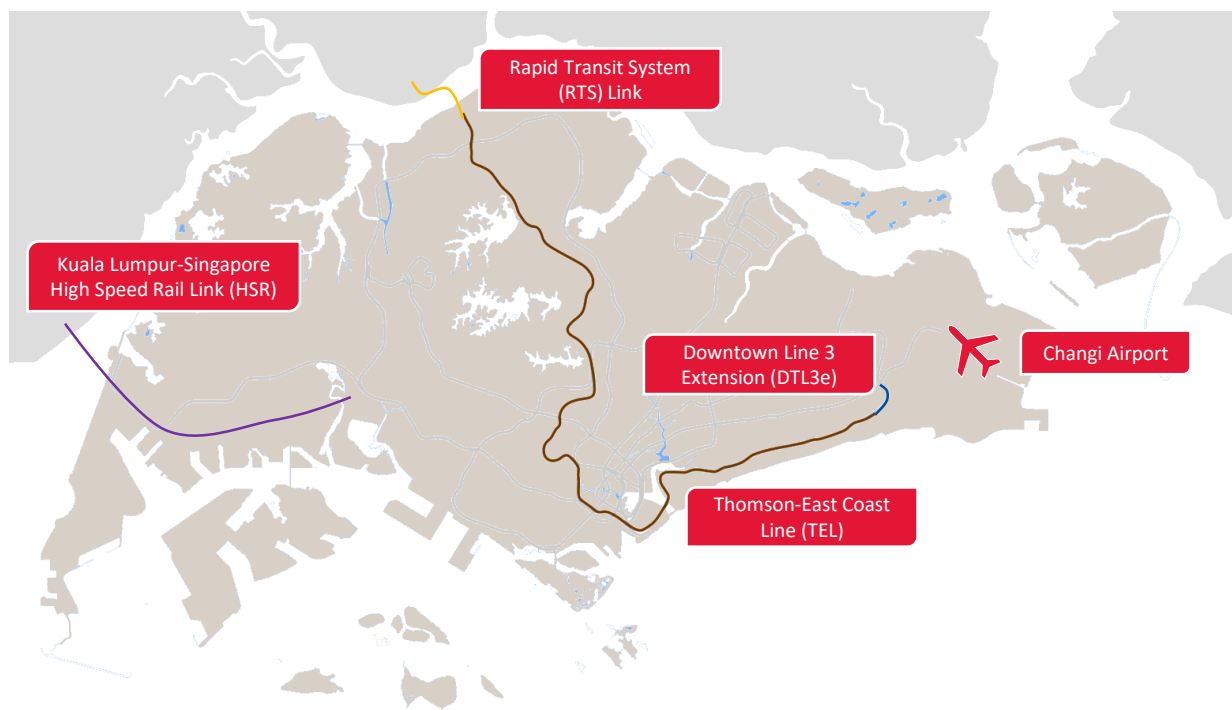 Rapid Transit System
(RTS) Link
Kuala Lumpur-Singapore
High Speed Rail Link (HSR)
Downtown Line 3
Extension (DTL3e)
Changi Airport
Thomson-East Coast
Line (TEL)